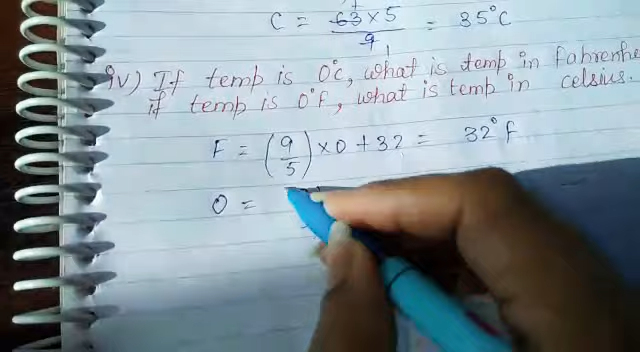 C = 63 × 5 / 9 = 35°C
iv) If temp is 0°C, what is temp in Fahrenhe
if temp is 0°F, what is temp in celsius.
F = (9/5) × 0 + 32 = 32°F
0 =